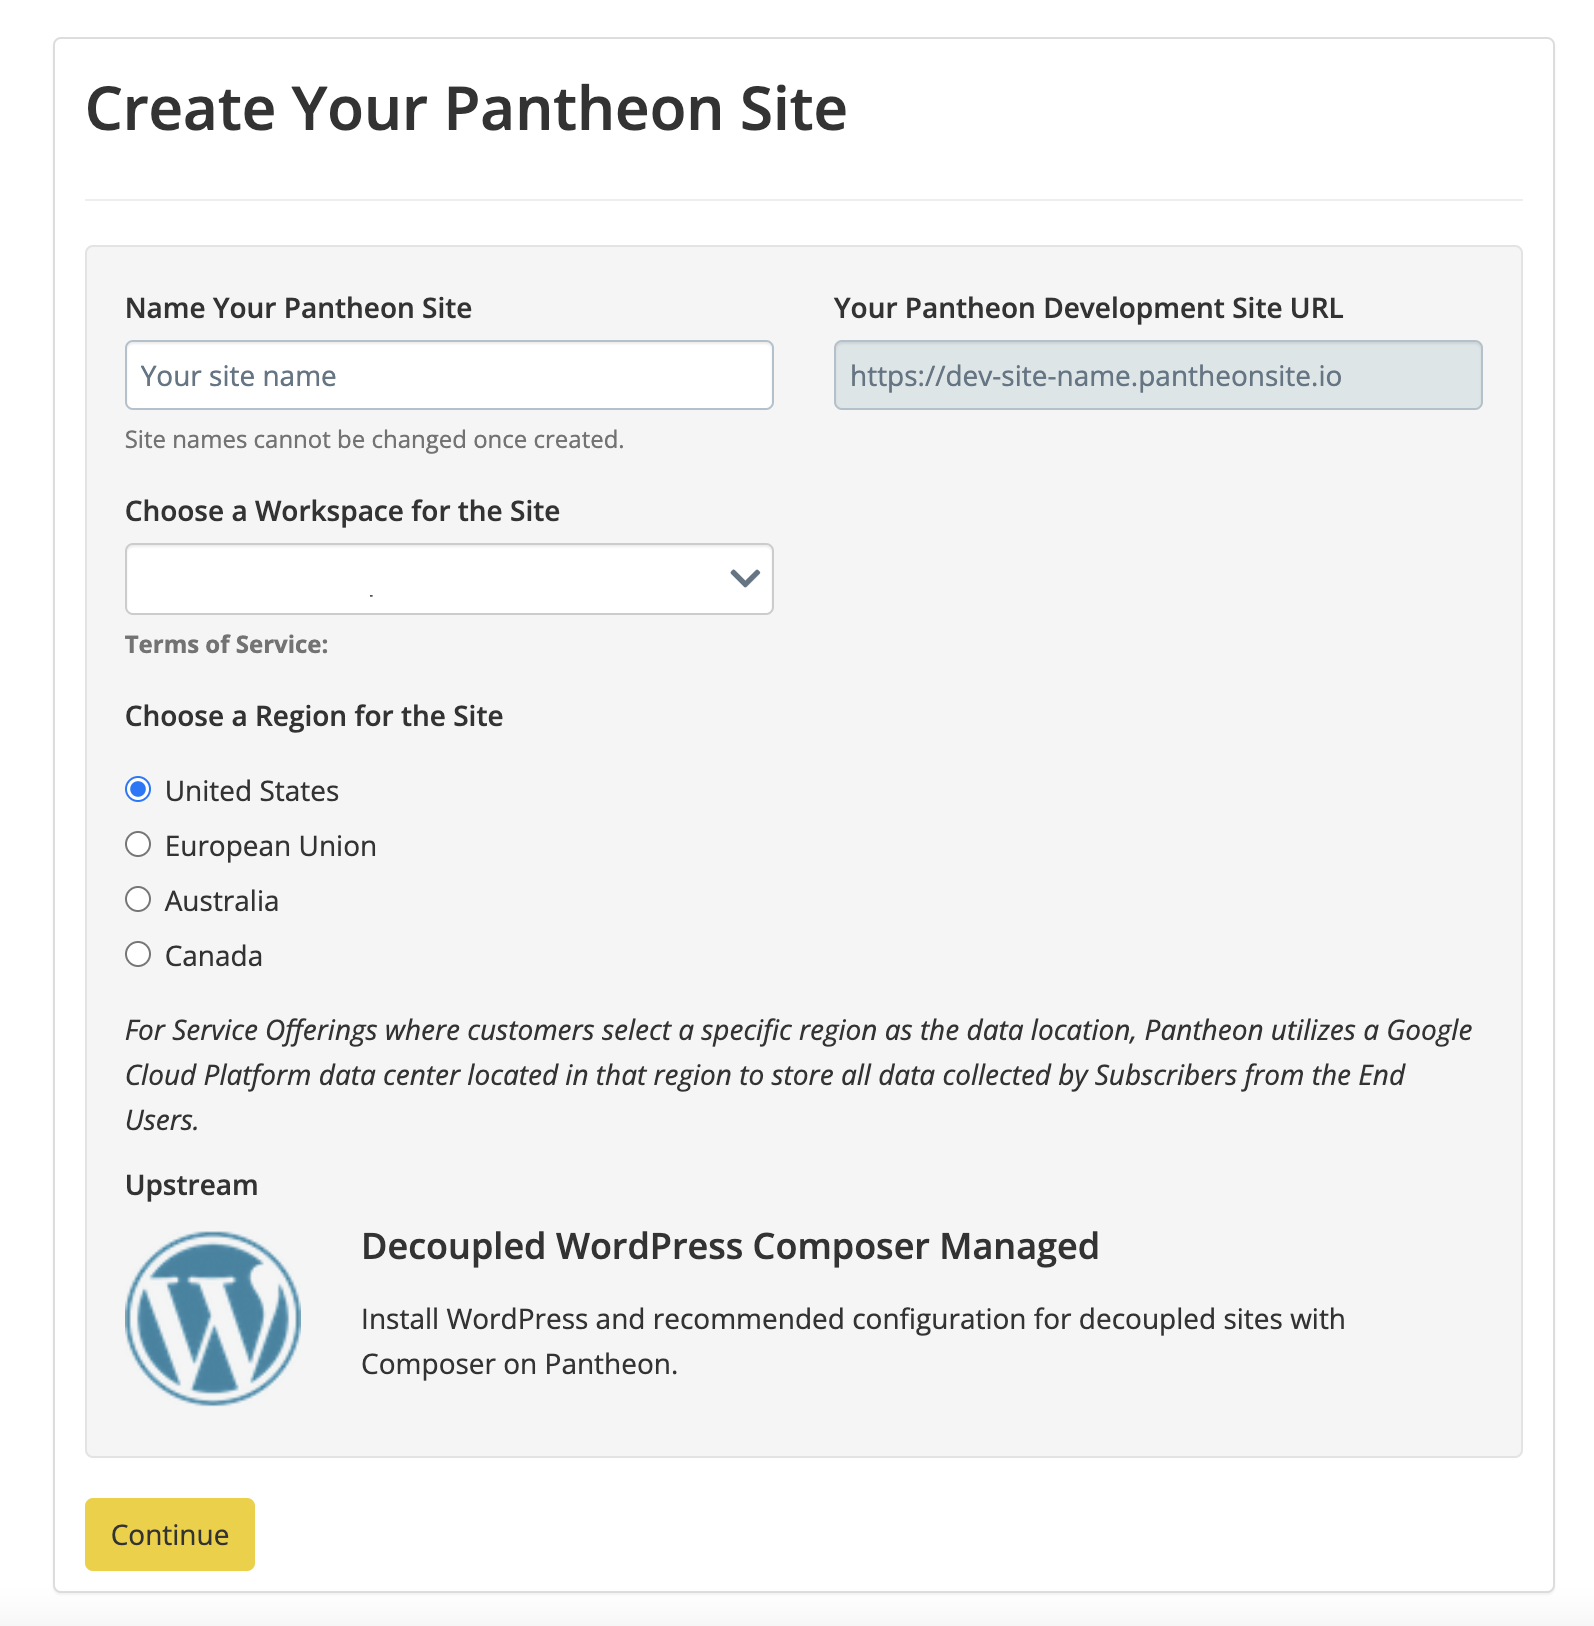 Create Your Pantheon Site
Name Your Pantheon Site
Your Pantheon Development Site URL
Your site name
https://dev-site-name.pantheonsite.io
Site names cannot be changed once created.
Choose a Workspace for the Site
Terms of Service:
Choose a Region for the Site
United States
European Union
Australia
Canada
For Service Offerings where customers select a specific region as the data location, Pantheon utilizes a Google
Cloud Platform data center located in that region to store all data collected by Subscribers from the End
Users.
Upstream
Decoupled WordPress Composer Managed
Install WordPress and recommended configuration for decoupled sites with
Composer on Pantheon.
Continue